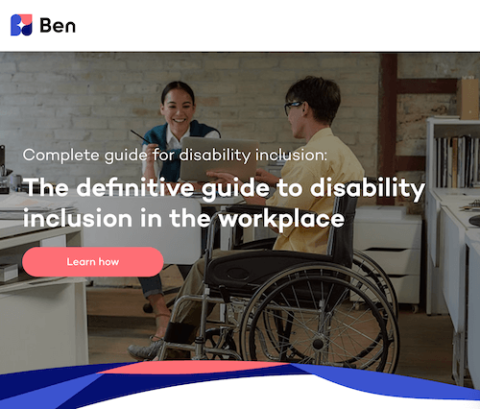 Ben
Complete guide for disability inclusion:
The definitive guide to disability
inclusion in the workplace
Learn how